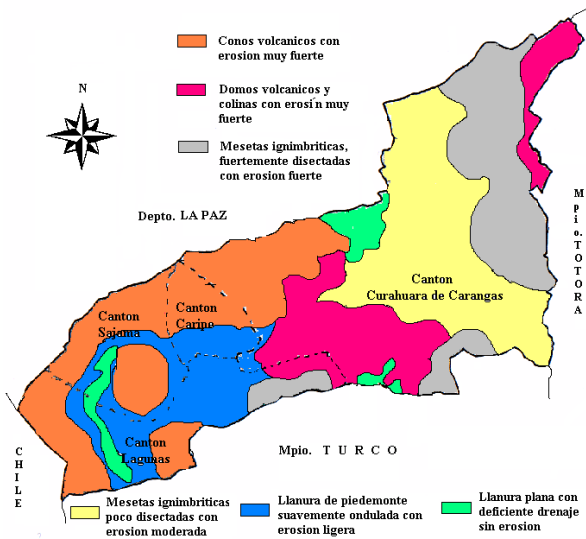 Conos volcanicos con
erosion muy fuerte
Domos volcanicos y
colinas con erosín muy
fuerte
Mesetas ignimbriticas,
fuertemente disectadas
con erosion fuerte
N
Depto. LA PAZ
Mpio. TOTORA
Canton
Curahuara de Carangas
Canton
Sajama
Canton
Caripe
Canton
Lagunas
CHILE
Mpio. TURCO
Mesetas ignimbriticas
poco disectadas con
erosion moderada
Llanura de piedemonte
suavemente ondulada con
erosion ligera
Llanura plana con
deficiente drenaje
sin erosion